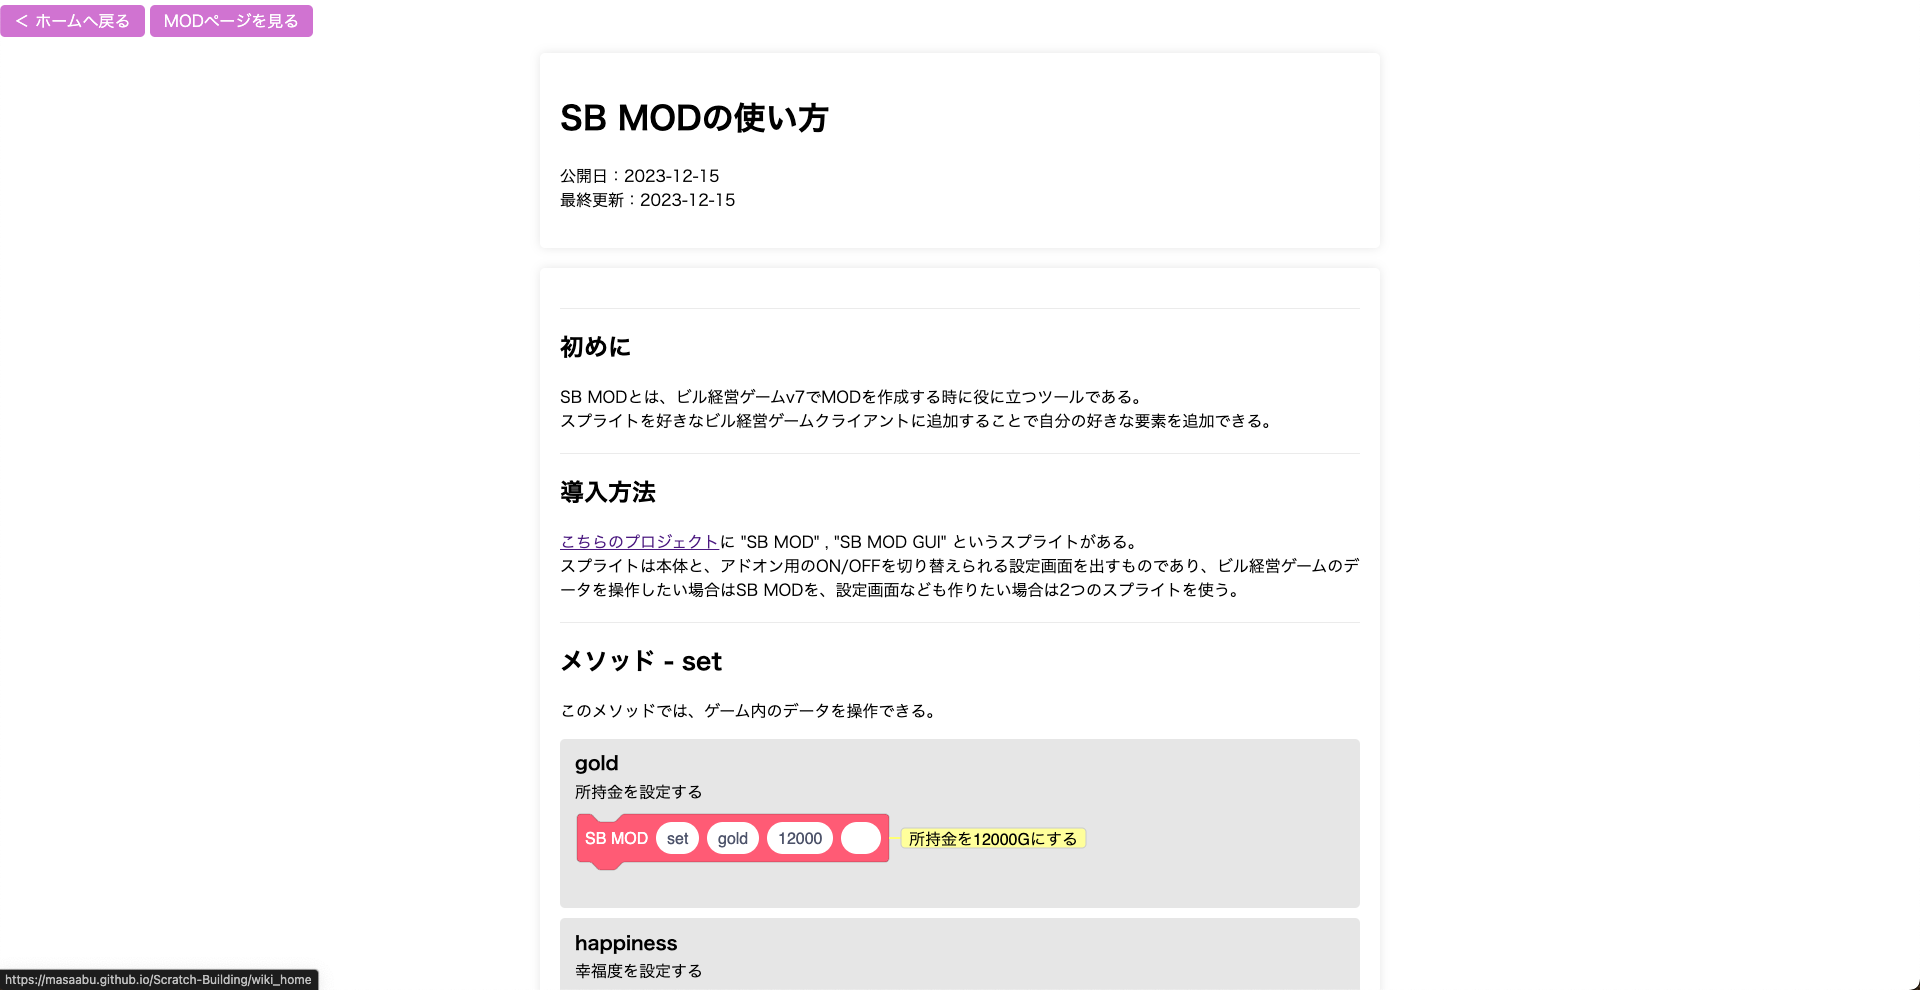 ＜ ホームへ戻る
MODページを見る
SB MODの使い方
公開日：2023-12-15
最終更新：2023-12-15
初めに
SB MODとは、ビル経営ゲームv7でMODを作成する時に役に立つツールである。
スプライトを好きなビル経営ゲームクライアントに追加することで自分の好きな要素を追加できる。
導入方法
こちらのプロジェクトに "SB MOD" , "SB MOD GUI" というスプライトがある。
スプライトは本体と、アドオン用のON/OFFを切り替えられる設定画面を出すものであり、ビル経営ゲームのデ
ータを操作したい場合はSB MODを、設定画面なども作りたい場合は2つのスプライトを使う。
メソッド - set
このメソッドでは、ゲーム内のデータを操作できる。
gold
所持金を設定する
SB MOD set gold 12000 所持金を12000Gにする
happiness
幸福度を設定する
https://masaabu.github.io/Scratch-Building/wiki_home